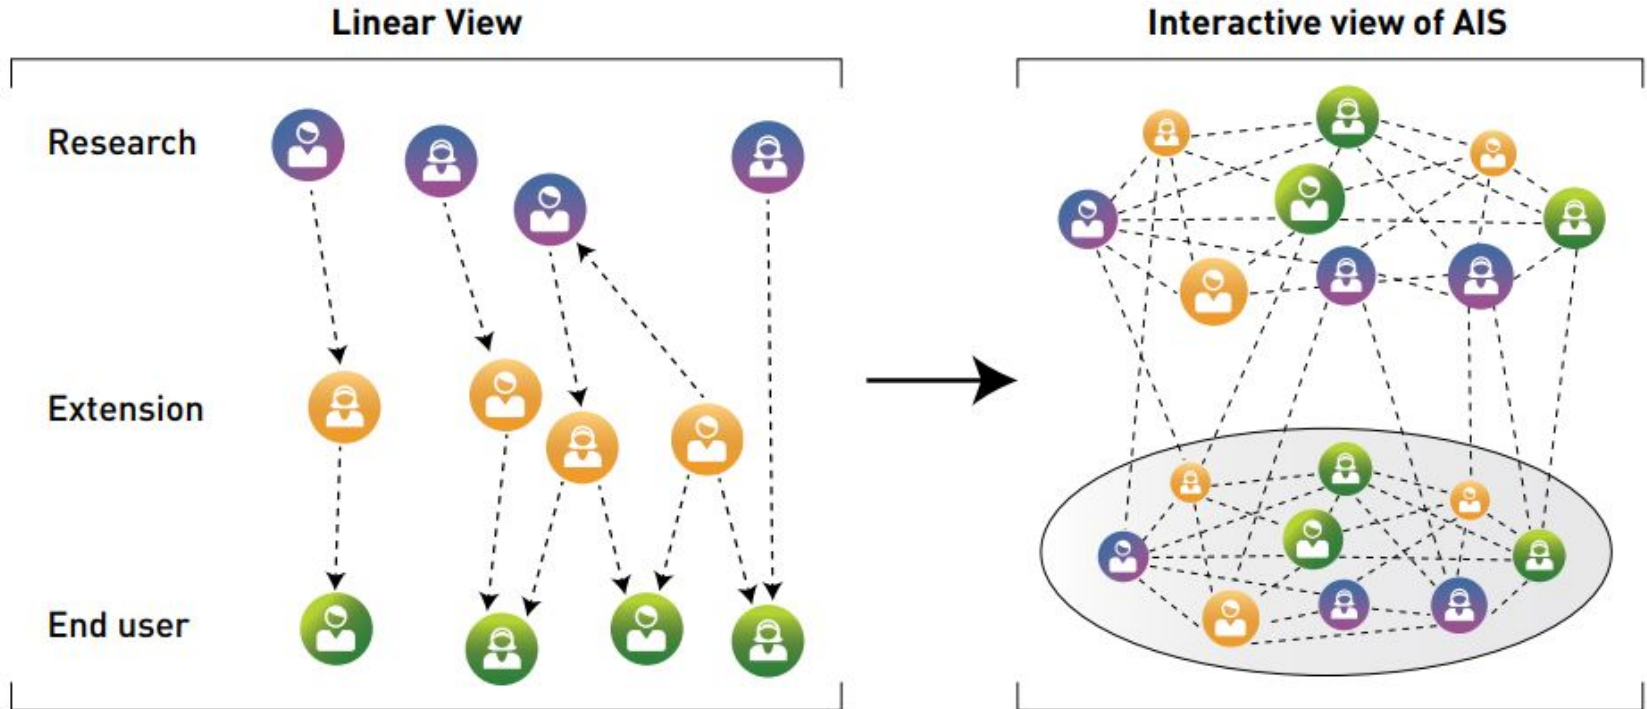 Linear View
Interactive view of AIS
Research
Extension
End user